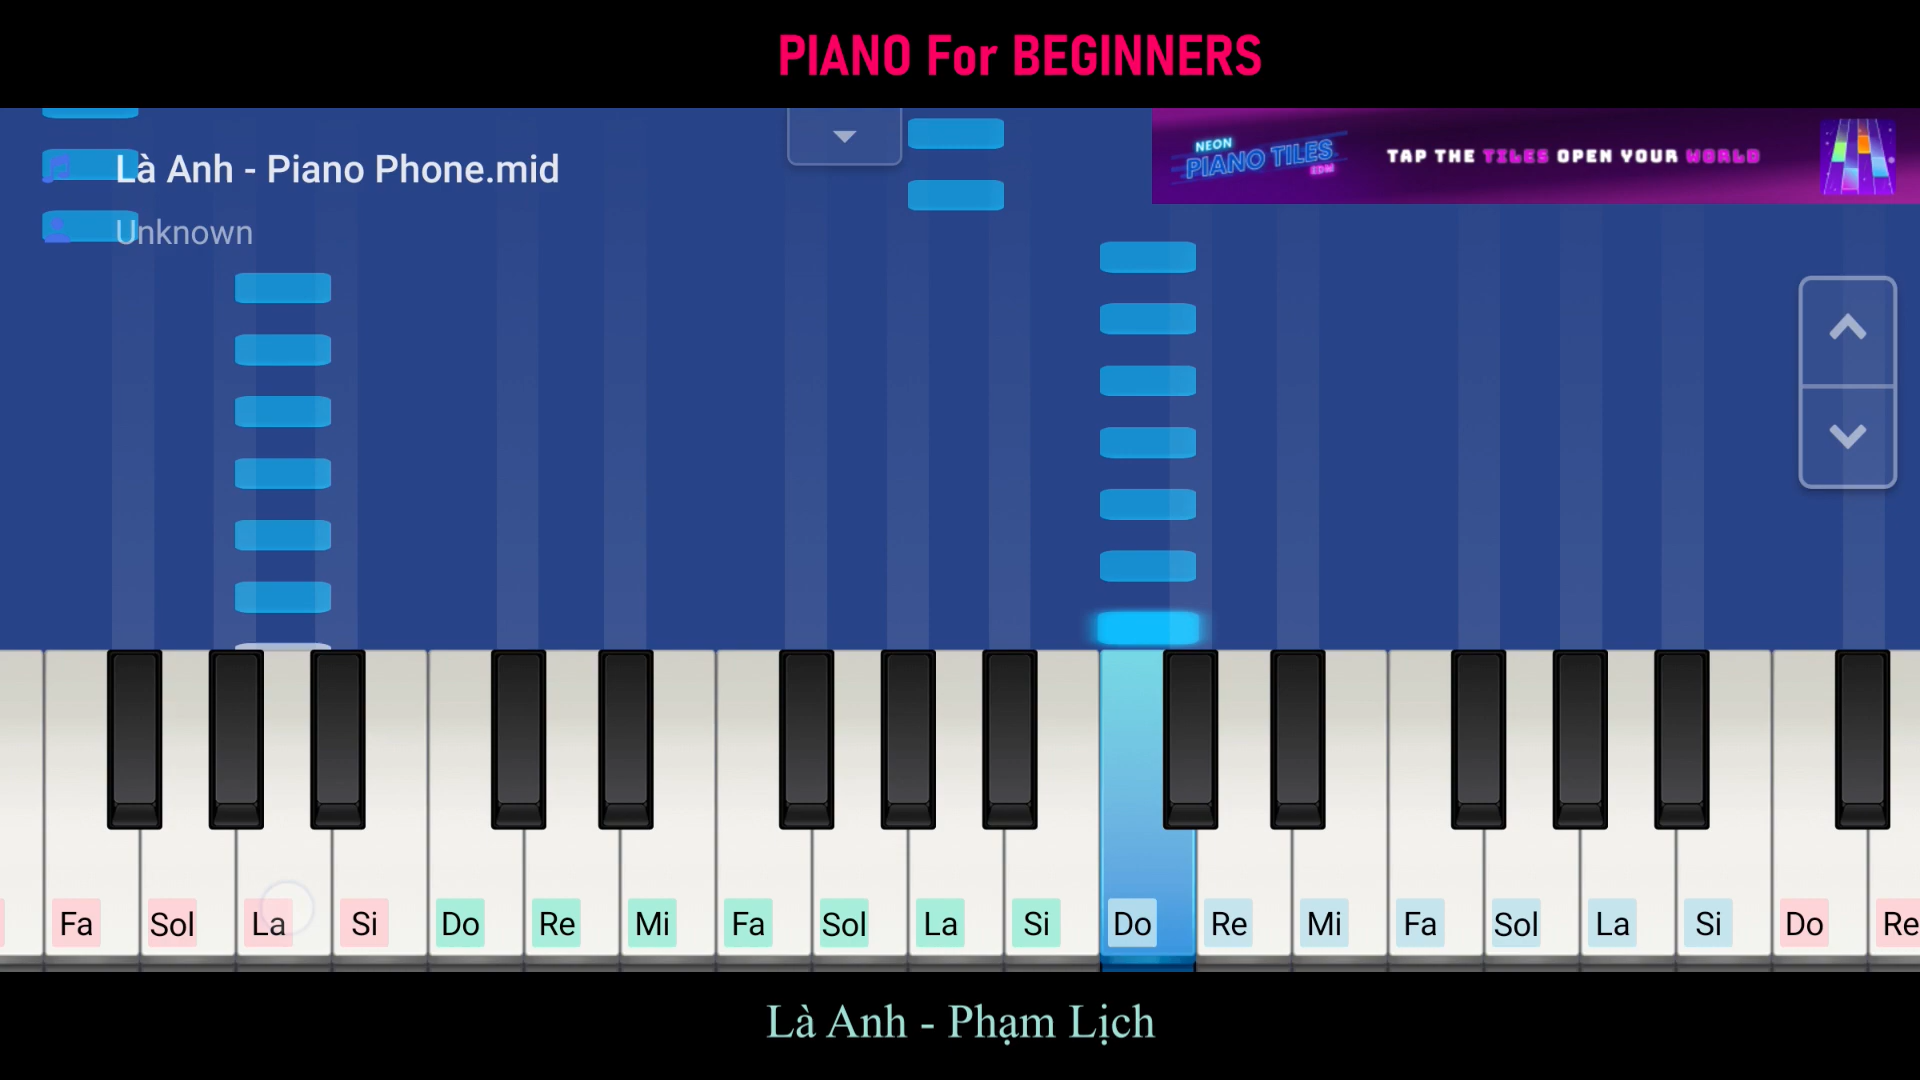 PIANO For BEGINNERS
Là Anh - Piano Phone.mid
Unknown
NEON
PIANO TILES
EDM
TAP THE TILES OPEN YOUR WORLD
Fa Sol La Si Do Re Mi Fa Sol La Si Do Re Mi Fa Sol La Si Do Re
Là Anh - Phạm Lịch